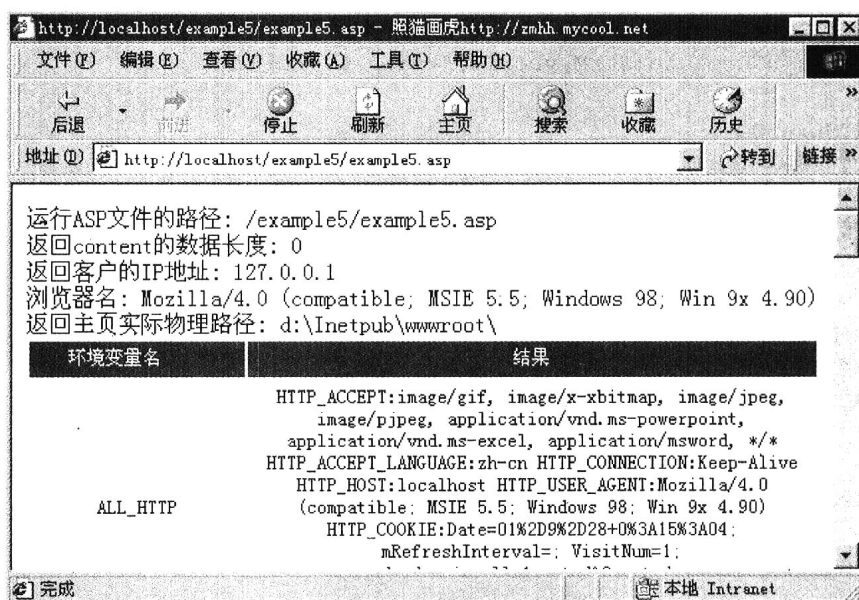 http://localhost/example5/example5.asp - 照猫画虎http://zmhh.mycool.net
文件(F) 编辑(E) 查看(V) 收藏(A) 工具(T) 帮助(H)
后退 前进 停止 刷新 主页 搜索 收藏 历史 »
地址(D) http://localhost/example5/example5.asp 转到 链接 »
运行ASP文件的路径: /example5/example5.asp
返回content的数据长度: 0
返回客户的IP地址: 127.0.0.1
浏览器名: Mozilla/4.0 (compatible; MSIE 5.5; Windows 98; Win 9x 4.90)
返回主页实际物理路径: d:\Inetpub\wwwroot\
环境变量名 结果
HTTP_ACCEPT:image/gif, image/x-xbitmap, image/jpeg,
image/pjpeg, application/vnd.ms-powerpoint,
application/vnd.ms-excel, application/msword, */*
HTTP_ACCEPT_LANGUAGE:zh-cn HTTP_CONNECTION:Keep-Alive
HTTP_HOST:localhost HTTP_USER_AGENT:Mozilla/4.0
ALL_HTTP (compatible; MSIE 5.5; Windows 98; Win 9x 4.90)
HTTP_COOKIE:Date=01%2D9%2D28+0%3A15%3A04;
mRefreshInterval=; VisitNum=1;
完成 本地 Intranet